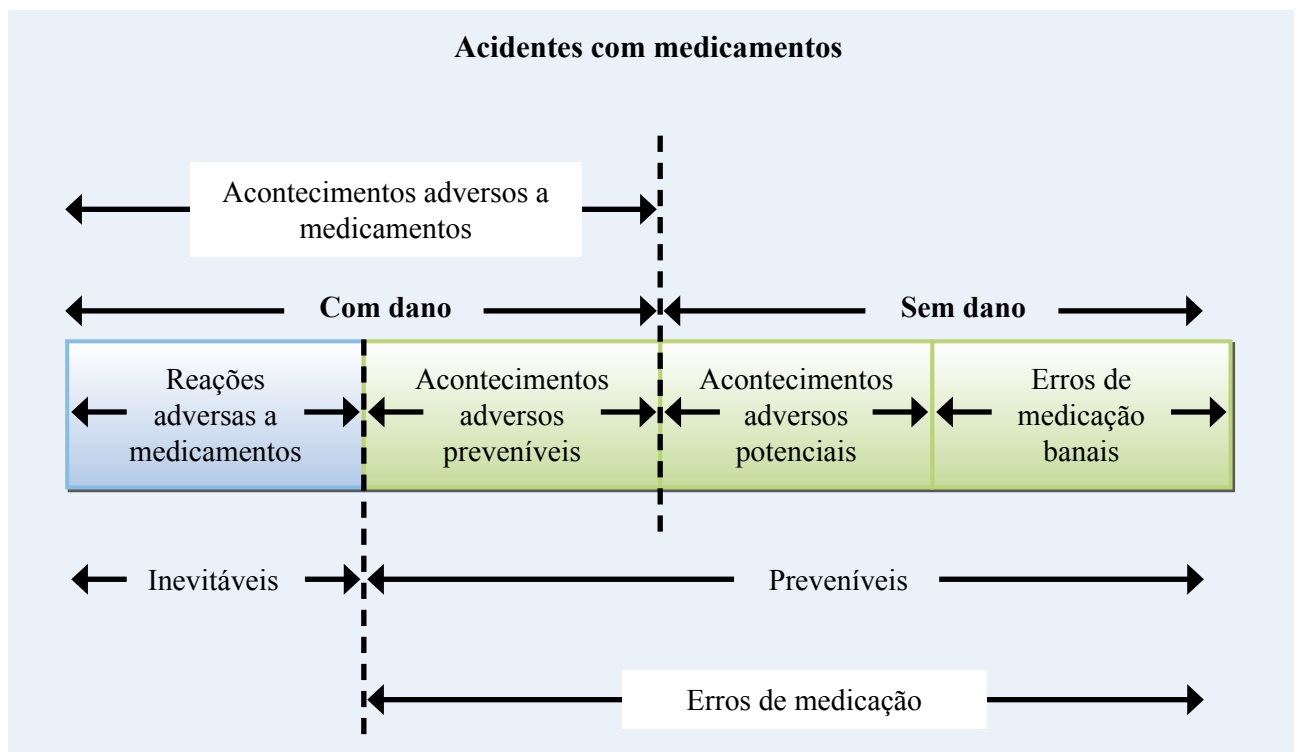 Acidentes com medicamentos
Acontecimentos adversos a
medicamentos
Com dano
Sem dano
Reações
adversas a
medicamentos
Acontecimentos
adversos
preveníveis
Acontecimentos
adversos
potenciais
Erros de
medicação
banais
Inevitáveis
Preveníveis
Erros de medicação